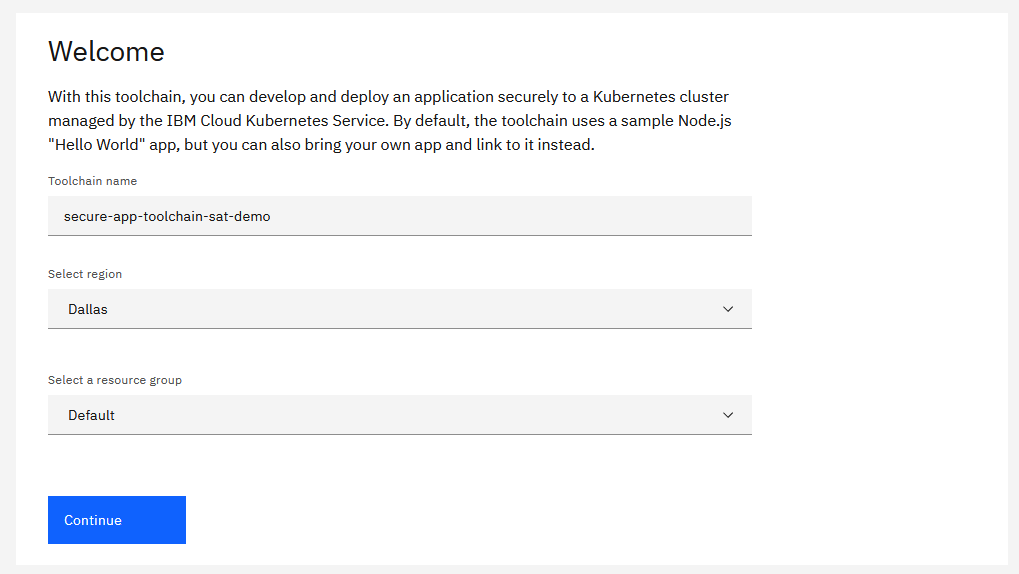 Welcome
With this toolchain, you can develop and deploy an application securely to a Kubernetes cluster
managed by the IBM Cloud Kubernetes Service. By default, the toolchain uses a sample Node.js
"Hello World" app, but you can also bring your own app and link to it instead.
Toolchain name
secure-app-toolchain-sat-demo
Select region
Dallas
Select a resource group
Default
Continue